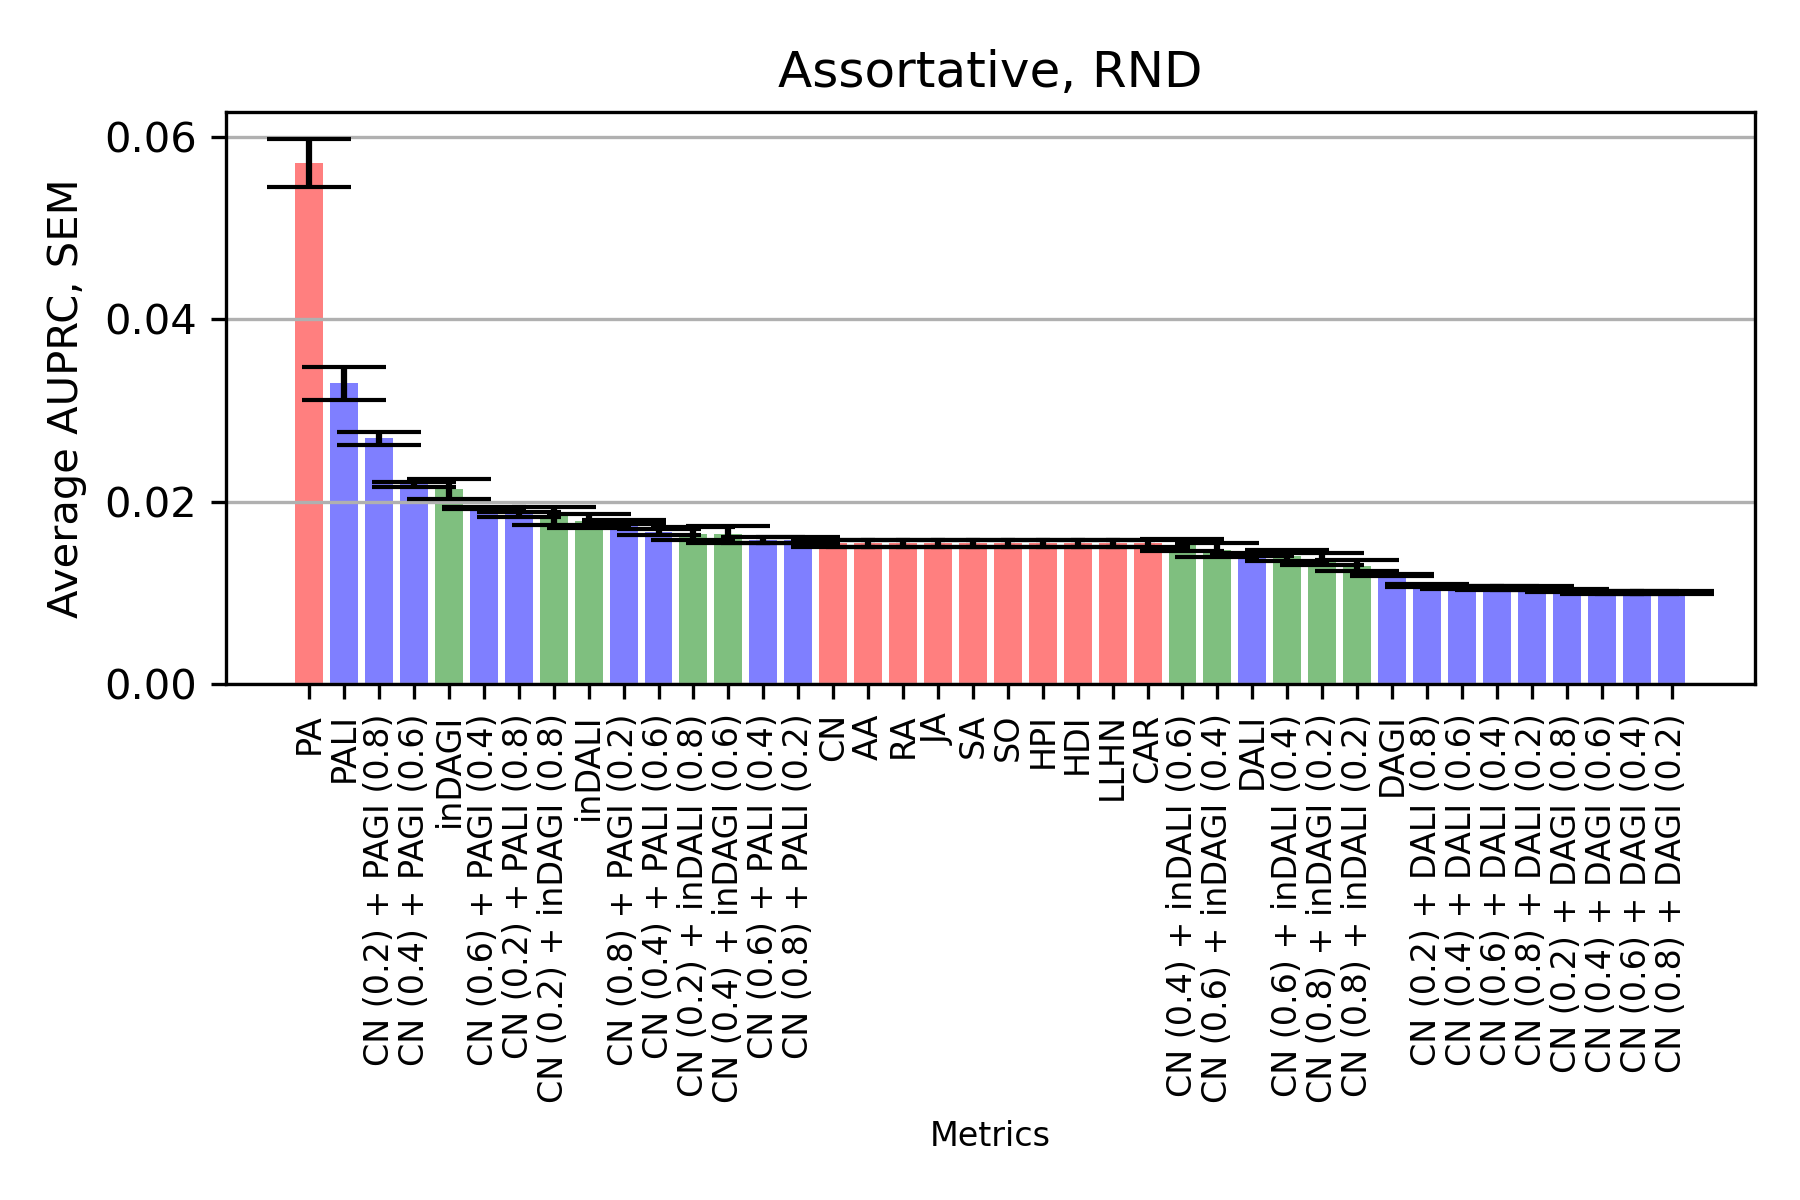 Assortative, RND
Average AUPRC, SEM
0.06
0.04
0.02
0.00
PA
PALI
CN (0.2) + PAGI (0.8)
CN (0.4) + PAGI (0.6)
inDAGI
CN (0.6) + PAGI (0.4)
CN (0.2) + PALI (0.8)
CN (0.2) + inDAGI (0.8)
inDALI
CN (0.8) + PAGI (0.2)
CN (0.4) + PALI (0.6)
CN (0.2) + inDALI (0.8)
CN (0.4) + inDAGI (0.6)
CN (0.6) + PALI (0.4)
CN (0.8) + PALI (0.2)
CN
AA
RA
JA
SA
SO
HPI
HDI
LLHN
CAR
CN (0.4) + inDALI (0.6)
CN (0.6) + inDAGI (0.4)
DALI
CN (0.6) + inDALI (0.4)
CN (0.8) + inDAGI (0.2)
CN (0.8) + inDALI (0.2)
DAGI
CN (0.2) + DALI (0.8)
CN (0.4) + DALI (0.6)
CN (0.6) + DALI (0.4)
CN (0.8) + DALI (0.2)
CN (0.2) + DAGI (0.8)
CN (0.4) + DAGI (0.6)
CN (0.6) + DAGI (0.4)
CN (0.8) + DAGI (0.2)
Metrics